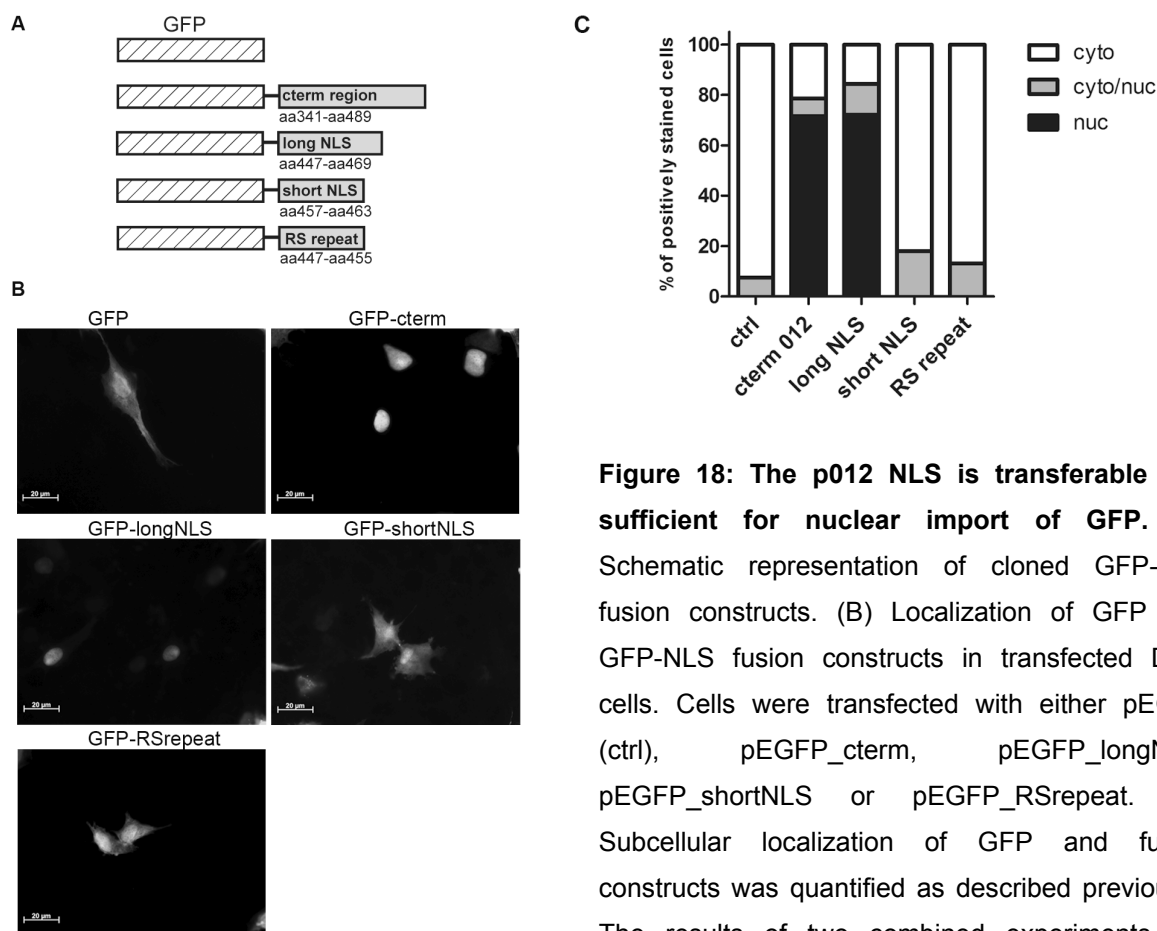 A
GFP
cterm region
aa341-aa489
long NLS
aa447-aa469
short NLS
aa457-aa463
RS repeat
aa447-aa455
B
GFP
GFP-cterm
20 µm
20 µm
GFP-longNLS
GFP-shortNLS
20 µm
20 µm
GFP-RSrepeat
20 µm
C
% of positively stained cells
100
80
60
40
20
0
ctrl
cterm 012
long NLS
short NLS
RS repeat
cyto
cyto/nuc
nuc
Figure 18: The p012 NLS is transferable
sufficient for nuclear import of GFP.
Schematic representation of cloned GFP-
fusion constructs. (B) Localization of GFP
GFP-NLS fusion constructs in transfected
cells. Cells were transfected with either
(ctrl), pEGFP_cterm,
pEGFP_shortNLS or pEGFP_RSrepeat.
Subcellular localization of GFP and
constructs was quantified as described
The results of two combined experiments